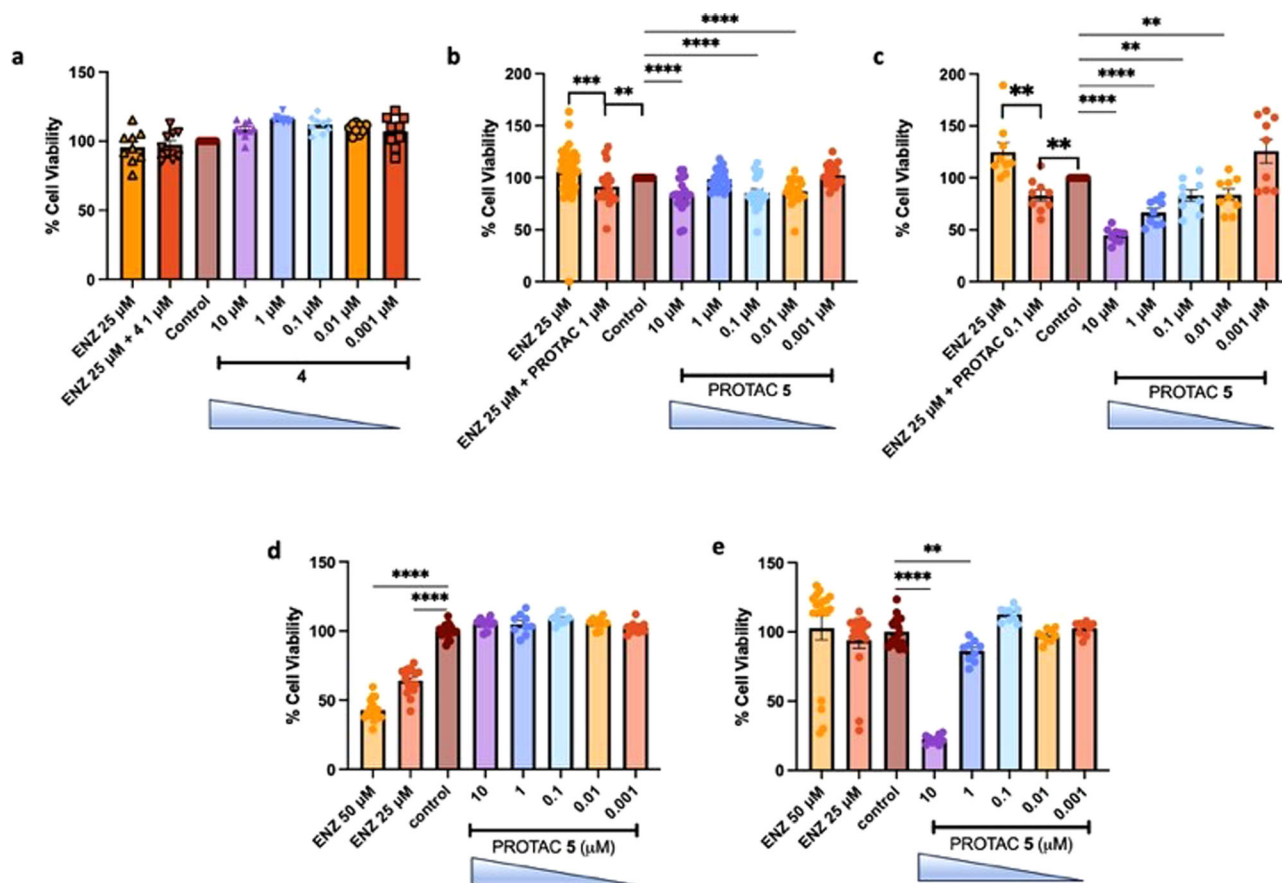 a
% Cell Viability
150
100
50
0
ENZ 25 µM
ENZ 25 µM + 4 1 µM
Control
10 µM
1 µM
0.1 µM
0.01 µM
0.001 µM
4
b
% Cell Viability
200
150
100
50
0
***
**
****
****
****
ENZ 25 µM
ENZ 25 µM + PROTAC 1 µM
Control
10 µM
1 µM
0.1 µM
0.01 µM
0.001 µM
PROTAC 5
c
% Cell Viability
200
150
100
50
0
**
**
****
****
**
**
ENZ 25 µM
ENZ 25 µM + PROTAC 0.1 µM
Control
10 µM
1 µM
0.1 µM
0.01 µM
0.001 µM
PROTAC 5
d
% Cell Viability
150
100
50
0
****
****
ENZ 50 µM
ENZ 25 µM
control
10
1
0.1
0.01
0.001
PROTAC 5 (µM)
e
% Cell Viability
150
100
50
0
**
****
ENZ 50 µM
ENZ 25 µM
control
10
1
0.1
0.01
0.001
PROTAC 5 (µM)